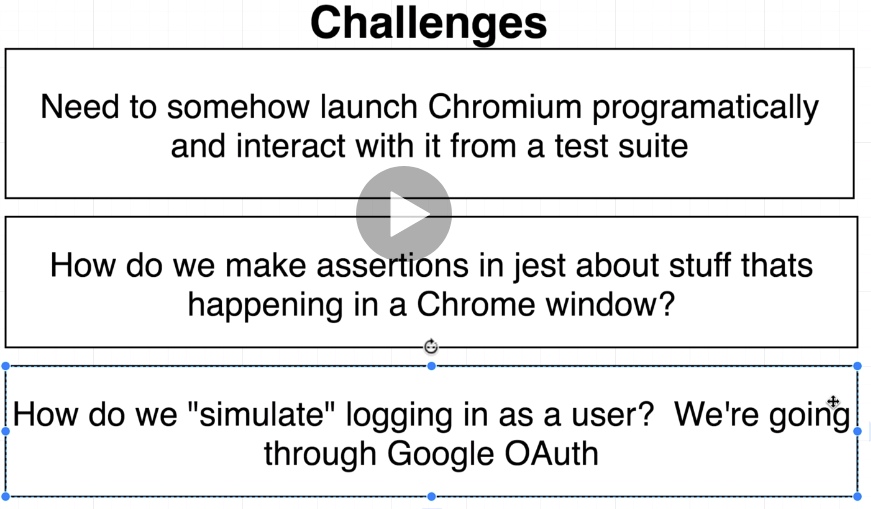 Challenges
Need to somehow launch Chromium programatically
and interact with it from a test suite
How do we make assertions in jest about stuff thats
happening in a Chrome window?
How do we "simulate" logging in as a user?  We're going
through Google OAuth